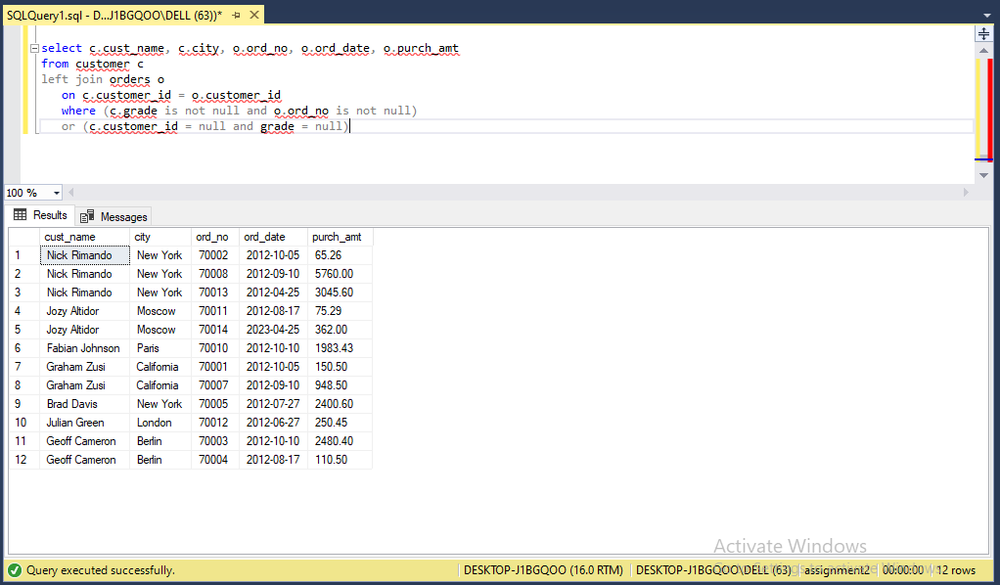 SQLQuery1.sql - D...J1BGQOO\DELL (63))*
select c.cust_name, c.city, o.ord_no, o.ord_date, o.purch_amt
from customer c
left join orders o
on c.customer_id = o.customer_id
where (c.grade is not null and o.ord_no is not null)
or (c.customer_id = null and grade = null)
100 %
Results Messages
cust_name city ord_no ord_date purch_amt
1 Nick Rimando New York 70002 2012-10-05 65.26
2 Nick Rimando New York 70008 2012-09-10 5760.00
3 Nick Rimando New York 70013 2012-04-25 3045.60
4 Jozy Altidor Moscow 70011 2012-08-17 75.29
5 Jozy Altidor Moscow 70014 2023-04-25 362.00
6 Fabian Johnson Paris 70010 2012-10-10 1983.43
7 Graham Zusi California 70001 2012-10-05 150.50
8 Graham Zusi California 70007 2012-09-10 948.50
9 Brad Davis New York 70005 2012-07-27 2400.60
10 Julian Green London 70012 2012-06-27 250.45
11 Geoff Cameron Berlin 70003 2012-10-10 2480.40
12 Geoff Cameron Berlin 70004 2012-08-17 110.50
Activate Windows
Query executed successfully. DESKTOP-J1BGQOO (16.0 RTM) DESKTOP-J1BGQOO\DELL (63) assignment2 00:00:00 12 rows